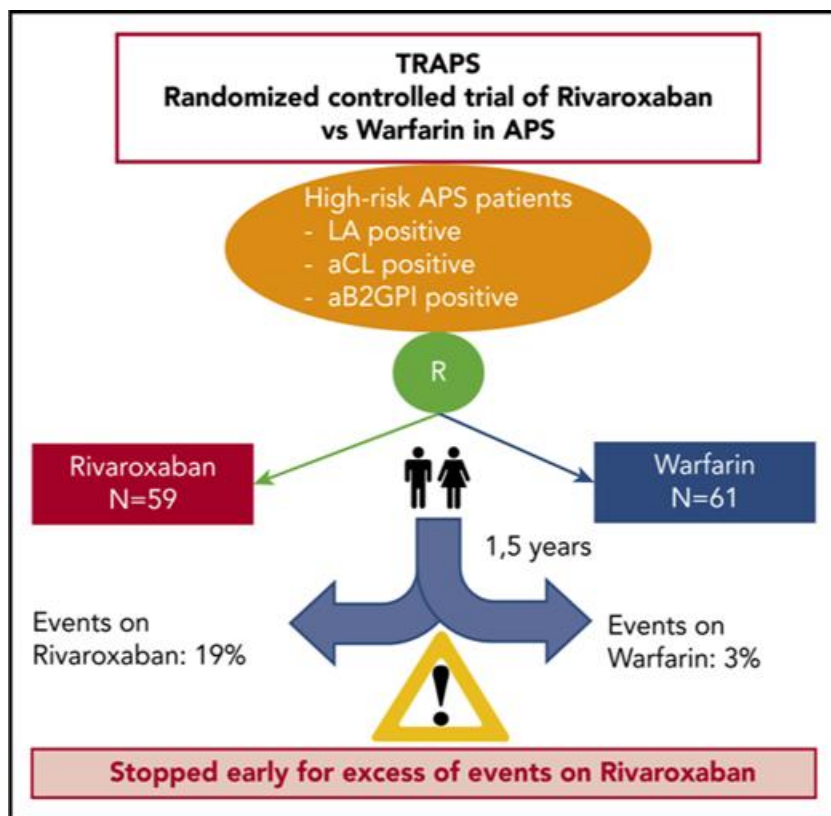 TRAPS
Randomized controlled trial of Rivaroxaban
vs Warfarin in APS
High-risk APS patients
- LA positive
- aCL positive
- aB2GPI positive
R
Rivaroxaban
N=59
Warfarin
N=61
1,5 years
Events on
Rivaroxaban: 19%
Events on
Warfarin: 3%
!
Stopped early for excess of events on Rivaroxaban